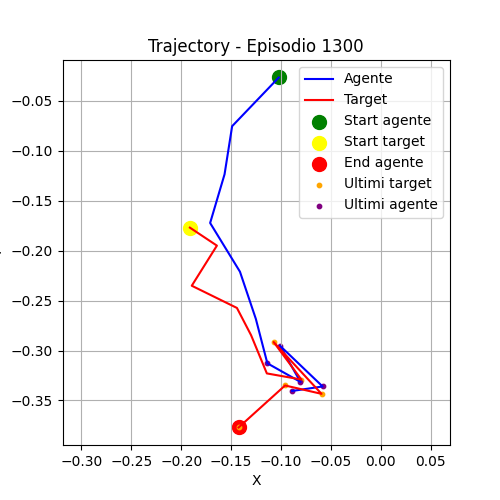 Trajectory - Episodio 1300
Agente
Target
Start agente
Start target
End agente
Ultimi target
Ultimi agente
−0.05
−0.10
−0.15
−0.20
−0.25
−0.30
−0.35
−0.30 −0.25 −0.20 −0.15 −0.10 −0.05 0.00 0.05
X